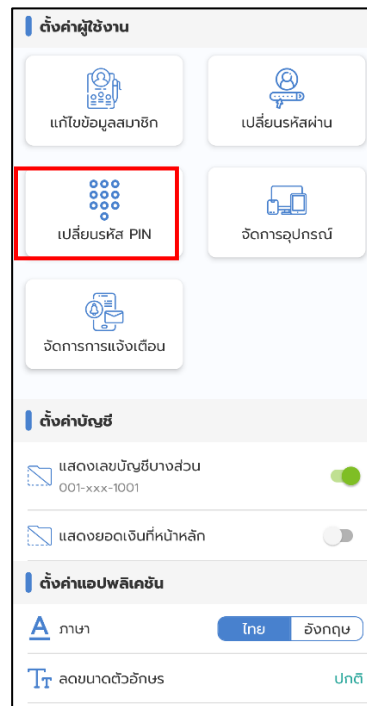 ตั้งค่าผู้ใช้งาน
แก้ไขข้อมูลสมาชิก
เปลี่ยนรหัสผ่าน
เปลี่ยนรหัส PIN
จัดการอุปกรณ์
จัดการการแจ้งเตือน
ตั้งค่าบัญชี
แสดงเลขบัญชีบางส่วน
001-xxx-1001
แสดงยอดเงินที่หน้าหลัก
ตั้งค่าแอปพลิเคชัน
A ภาษา ไทย อังกฤษ
TT ลดขนาดตัวอักษร ปกติ